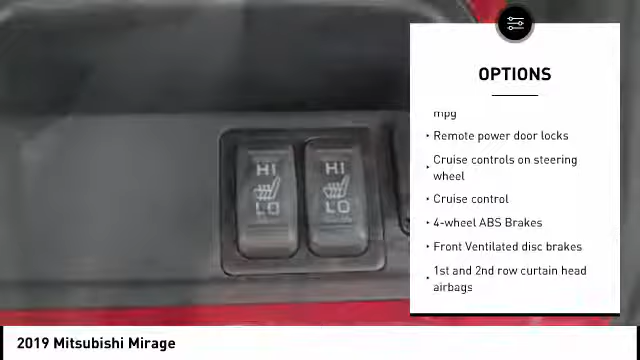 OPTIONS
mpg
• Remote power door locks
• Cruise controls on steering
wheel
• Cruise control
• 4-wheel ABS Brakes
• Front Ventilated disc brakes
• 1st and 2nd row curtain head
airbags
HI HI
LO LO
2019 Mitsubishi Mirage